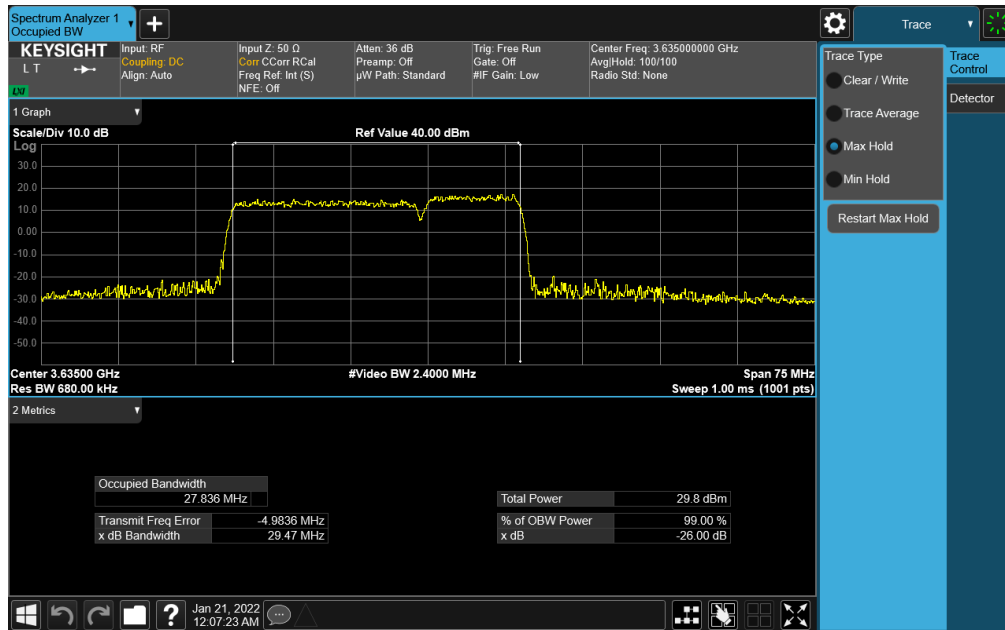 Spectrum Analyzer 1
Occupied BW
Trace
KEYSIGHT
L T
LXI
Input: RF
Coupling: DC
Align: Auto
Input Z: 50 Ω
Corr CCorr RCal
Freq Ref: Int (S)
NFE: Off
Atten: 36 dB
Preamp: Off
µW Path: Standard
Trig: Free Run
Gate: Off
#IF Gain: Low
Center Freq: 3.635000000 GHz
Avg|Hold: 100/100
Radio Std: None
Trace Type
Clear / Write
Trace Average
Max Hold
Min Hold
Restart Max Hold
Trace
Control
Detector
1 Graph
Scale/Div 10.0 dB
Ref Value 40.00 dBm
Log
30.0
20.0
10.0
0.00
-10.0
-20.0
-30.0
-40.0
-50.0
Center 3.63500 GHz
#Video BW 2.4000 MHz
Span 75 MHz
Res BW 680.00 kHz
Sweep 1.00 ms (1001 pts)
2 Metrics
Occupied Bandwidth
27.836 MHz
Total Power 29.8 dBm
Transmit Freq Error -4.9836 MHz
% of OBW Power 99.00 %
x dB Bandwidth 29.47 MHz
x dB -26.00 dB
?
Jan 21, 2022
12:07:23 AM